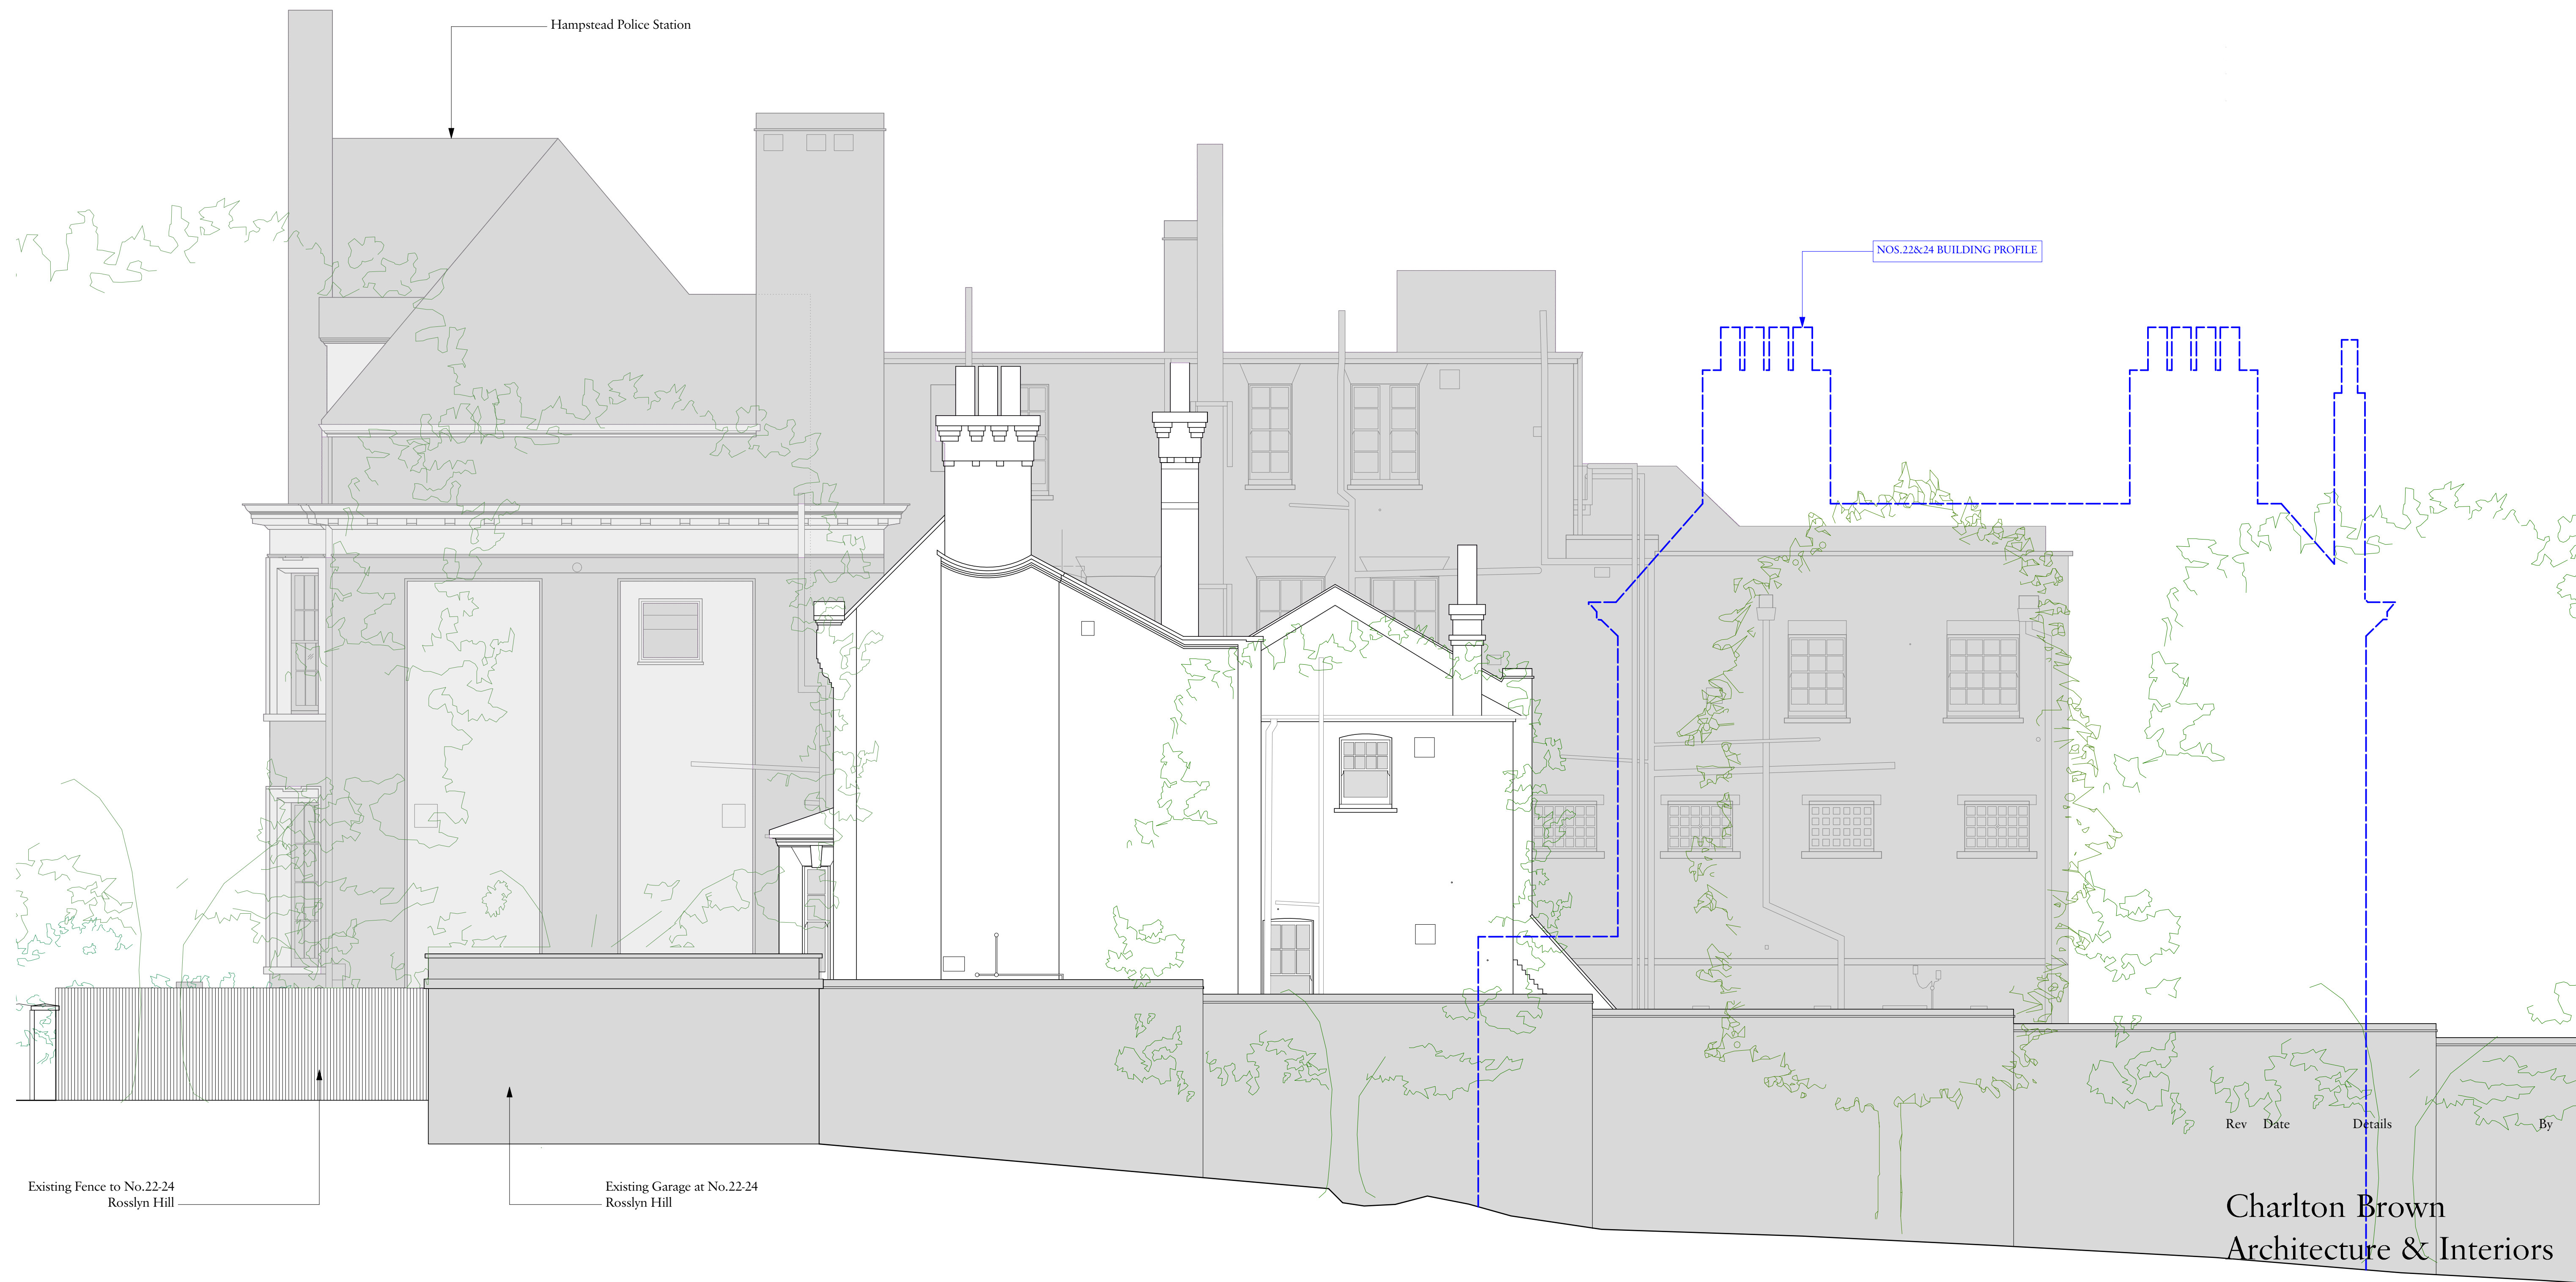 Hampstead Police Station
NOS.22&24 BUILDING PROFILE
Rev Date Details By
Existing Fence to No.22-24
Rosslyn Hill
Existing Garage at No.22-24
Rosslyn Hill
Charlton Brown
Architecture & Interiors